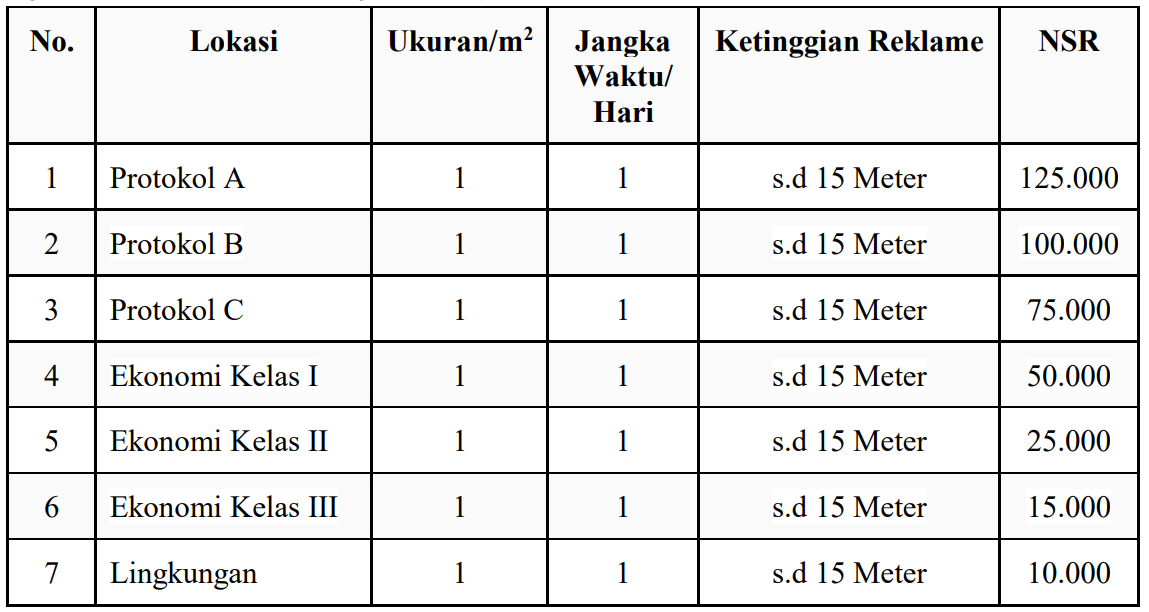 No. Lokasi Ukuran/m² Jangka Waktu/ Hari Ketinggian Reklame NSR
1 Protokol A 1 1 s.d 15 Meter 125.000
2 Protokol B 1 1 s.d 15 Meter 100.000
3 Protokol C 1 1 s.d 15 Meter 75.000
4 Ekonomi Kelas I 1 1 s.d 15 Meter 50.000
5 Ekonomi Kelas II 1 1 s.d 15 Meter 25.000
6 Ekonomi Kelas III 1 1 s.d 15 Meter 15.000
7 Lingkungan 1 1 s.d 15 Meter 10.000